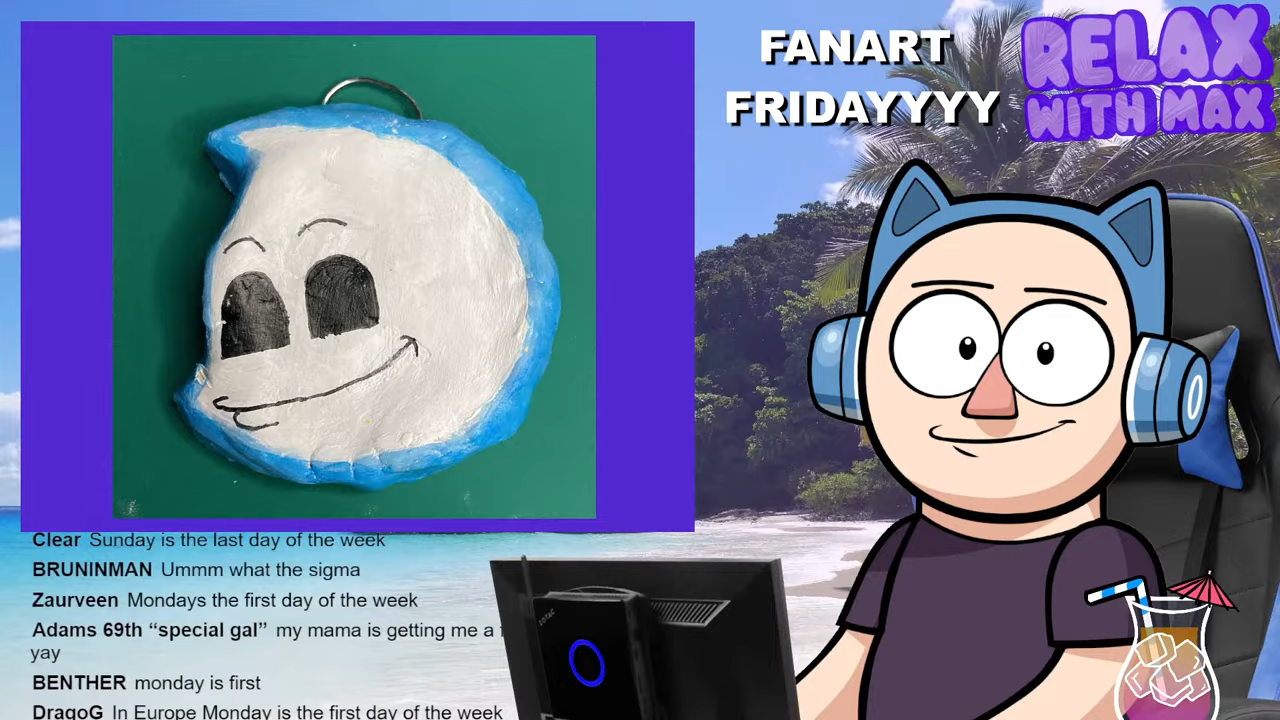 FANART
FRIDAYYYY
RELAX
WITH MAX
Clear Sunday is the last day of the week
BRUNINMAN Ummm what the sigma
Zaurveen Mondays the first day of the week
Adams 69th “special gal” my mama is getting me a
yay
BENTHER monday is first
DragoG In Europe Monday is the first day of the week